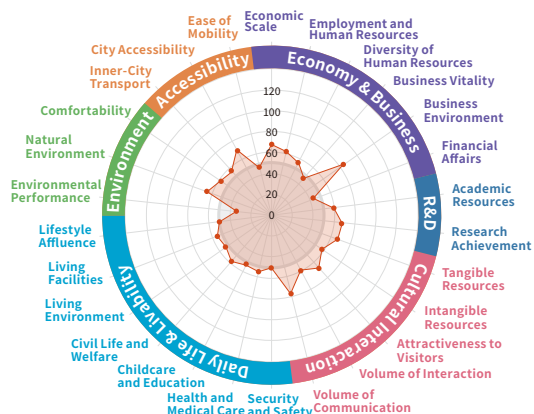 Economic
Scale
Employment and
Human Resources
Diversity of
Human Resources
Business Vitality
Business
Environment
Financial
Affairs
Academic
Resources
Research
Achievement
Tangible
Resources
Intangible
Resources
Attractiveness to
Visitors
Volume of Interaction
Volume of
Communication
Security
and Safety
Health and
Medical Care
Childcare
and Education
Civil Life and
Welfare
Living
Environment
Living
Facilities
Lifestyle
Affluence
Environmental
Performance
Natural
Environment
Comfortability
Inner-City
Transport
City Accessibility
Ease of
Mobility
Economy & Business
R&D
Cultural Interaction
Daily Life & Livability
Environment
Accessibility
120
100
80
60
40
20
0